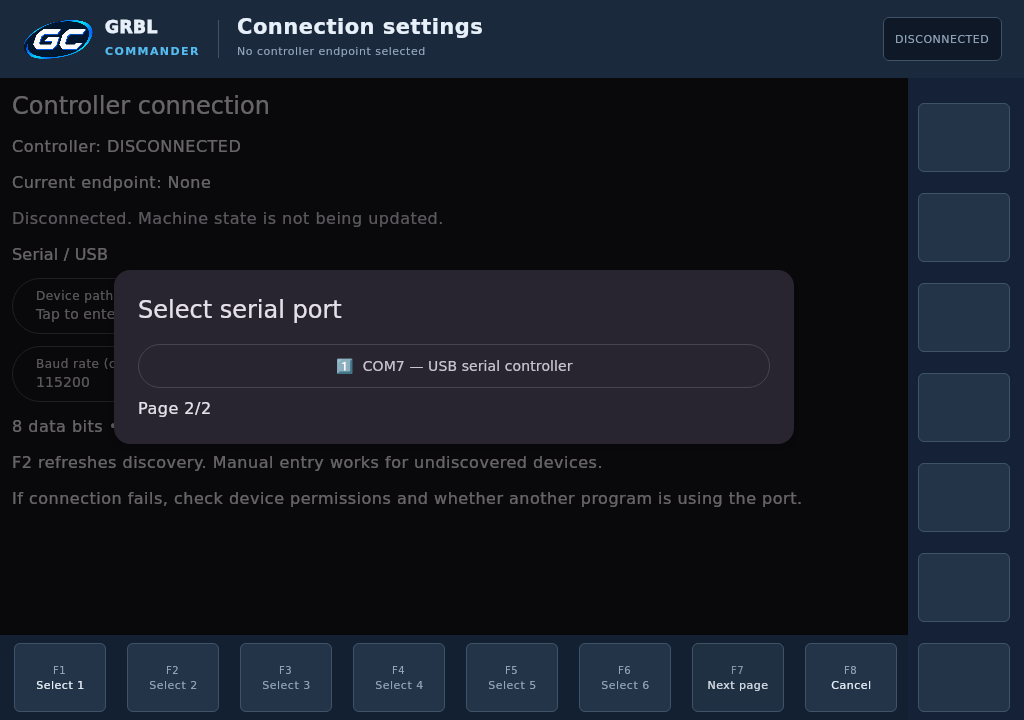 GC
GRBL
COMMANDER
Connection settings
No controller endpoint selected
DISCONNECTED
Controller connection
Controller: DISCONNECTED
Current endpoint: None
Disconnected. Machine state is not being updated.
Serial / USB
Device path
Tap to ente
Baud rate (c
115200
8 data bits •
Select serial port
1️⃣ COM7 — USB serial controller
Page 2/2
F2 refreshes discovery. Manual entry works for undiscovered devices.
If connection fails, check device permissions and whether another program is using the port.
F1
Select 1
F2
Select 2
F3
Select 3
F4
Select 4
F5
Select 5
F6
Select 6
F7
Next page
F8
Cancel